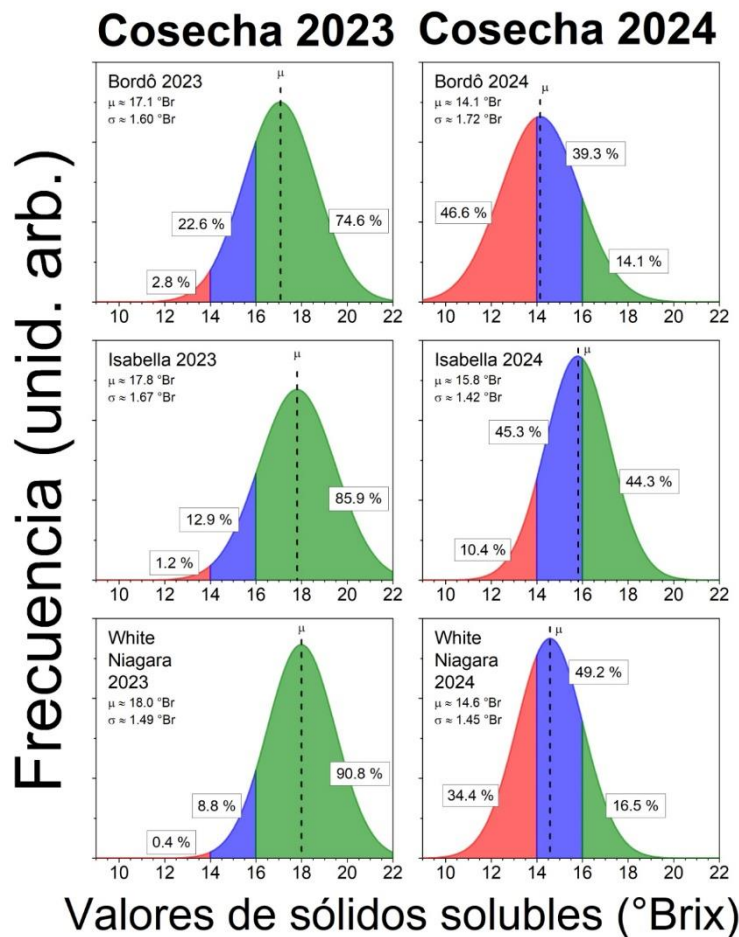 Cosecha 2023
Cosecha 2024
Frecuencia (unid. arb.)
Bordô 2023
μ ≈ 17.1 °Br
σ ≈ 1.60 °Br
μ
22.6 %
74.6 %
2.8 %
10 12 14 16 18 20 22
Bordô 2024
μ ≈ 14.1 °Br
σ ≈ 1.72 °Br
μ
39.3 %
46.6 %
14.1 %
10 12 14 16 18 20 22
Isabella 2023
μ ≈ 17.8 °Br
σ ≈ 1.67 °Br
μ
85.9 %
12.9 %
1.2 %
10 12 14 16 18 20 22
Isabella 2024
μ ≈ 15.8 °Br
σ ≈ 1.42 °Br
μ
45.3 %
44.3 %
10.4 %
10 12 14 16 18 20 22
White
Niagara
2023
μ ≈ 18.0 °Br
σ ≈ 1.49 °Br
μ
90.8 %
8.8 %
0.4 %
10 12 14 16 18 20 22
White
Niagara
2024
μ ≈ 14.6 °Br
σ ≈ 1.45 °Br
μ
49.2 %
34.4 %
16.5 %
10 12 14 16 18 20 22
Valores de sólidos solubles (°Brix)